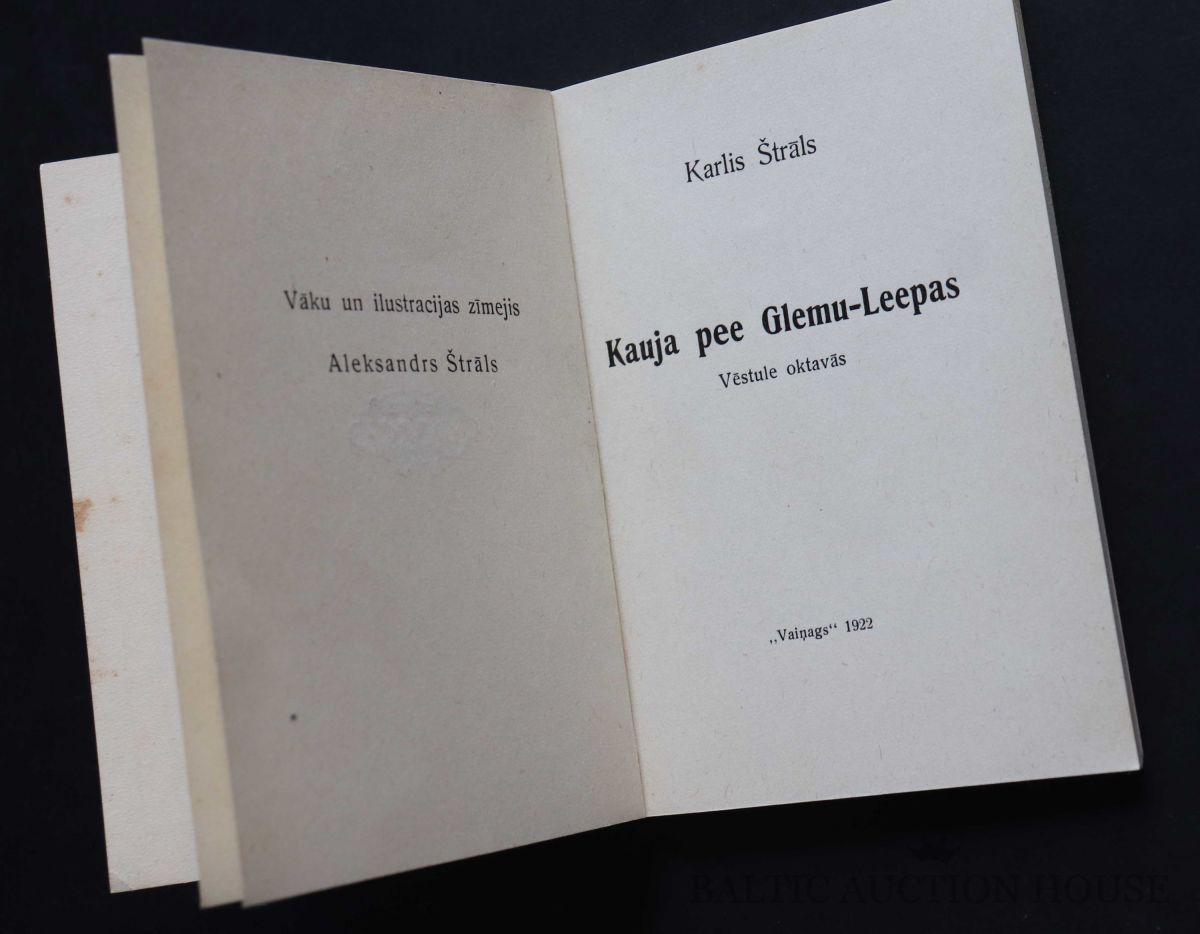 Vāku un ilustracijas zīmejis
Aleksandrs Štrāls
Karlis Štrāls
Kauja pee Glemu-Leepas
Vēstule oktavās
„Vaiņags“ 1922
BALTIC AUCTION HOUSE